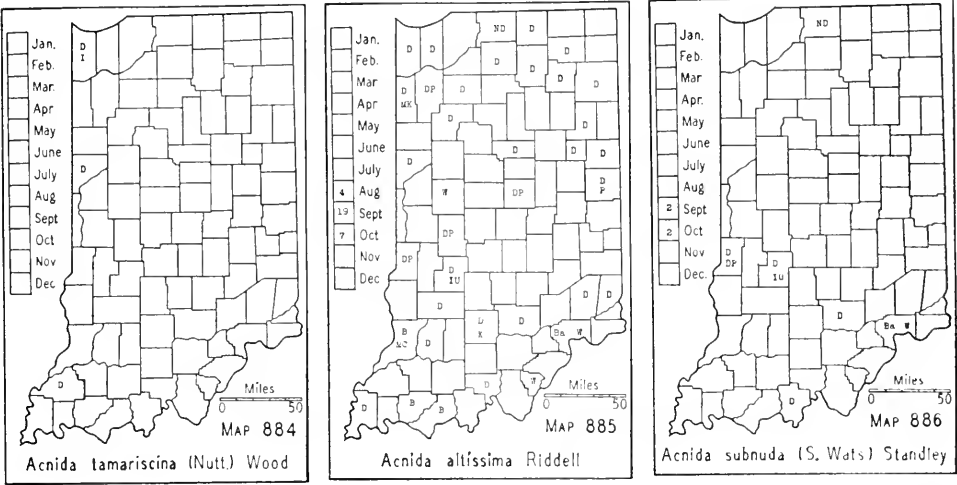 Jan.
Feb.
Mar.
Apr
May
June
July
Aug
Sept
Oct
Nov
Dec
D
I
D
D
Miles
0 50
MAP 884
Acnida tamariscina (Nutt.) Wood
Jan.
Feb.
Mar
Apr
May
June
July
4 Aug
19 Sept
7 Oct
Nov
Dec
ND D
D D
D D
D D
D DP D D
D D
D D D
D D
W DP P
DP
DP D
IU
D D D
D D
K Ba W
B
D
D W
D B B
Miles
0 50
MAP 885
Acnida altissima Riddell
Jan.
Feb.
Mar
Apr.
May
June
July
Aug
2 Sept
2 Oct
Nov
Dec.
ND
D D
DP IU
D
Ba W
D
Miles
0 50
MAP 886
Acnida subnuda (S. Wats) Standley